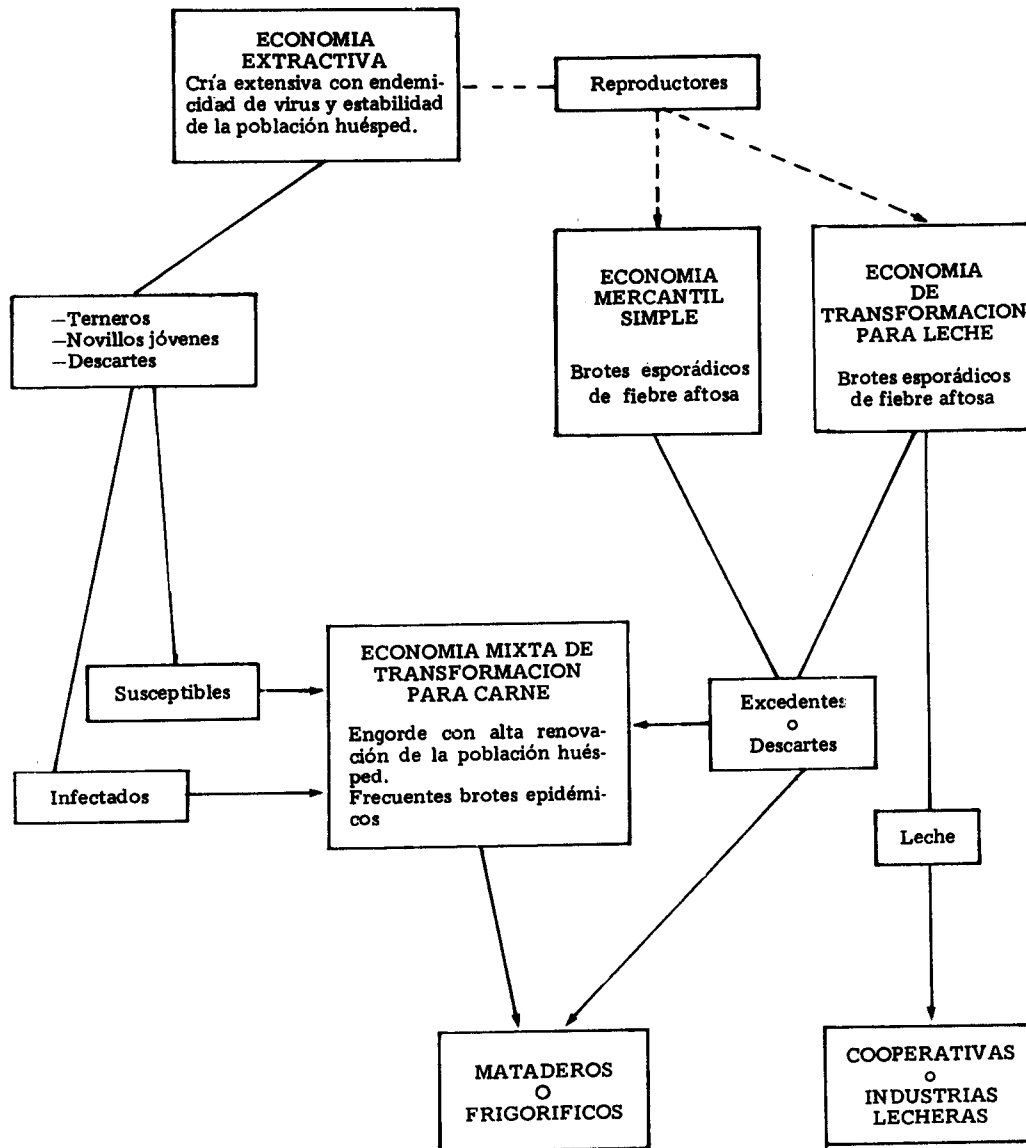 ECONOMIA
EXTRACTIVA
Cría extensiva con endemi-
cidad de virus y estabilidad
de la población huésped.
Reproductores
ECONOMIA
MERCANTIL
SIMPLE
Brotes esporádicos
de fiebre aftosa
ECONOMIA
DE
TRANSFORMACION
PARA LECHE
Brotes esporádicos
de fiebre aftosa
—Terneros
—Novillos jóvenes
—Descartes
Susceptibles
Infectados
ECONOMIA MIXTA DE
TRANSFORMACION
PARA CARNE
Engorde con alta renova-
ción de la población hués-
ped.
Frecuentes brotes epidémi-
cos
Excedentes
o
Descartes
Leche
MATADEROS
O
FRIGORIFICOS
COOPERATIVAS
o
INDUSTRIAS
LECHERAS